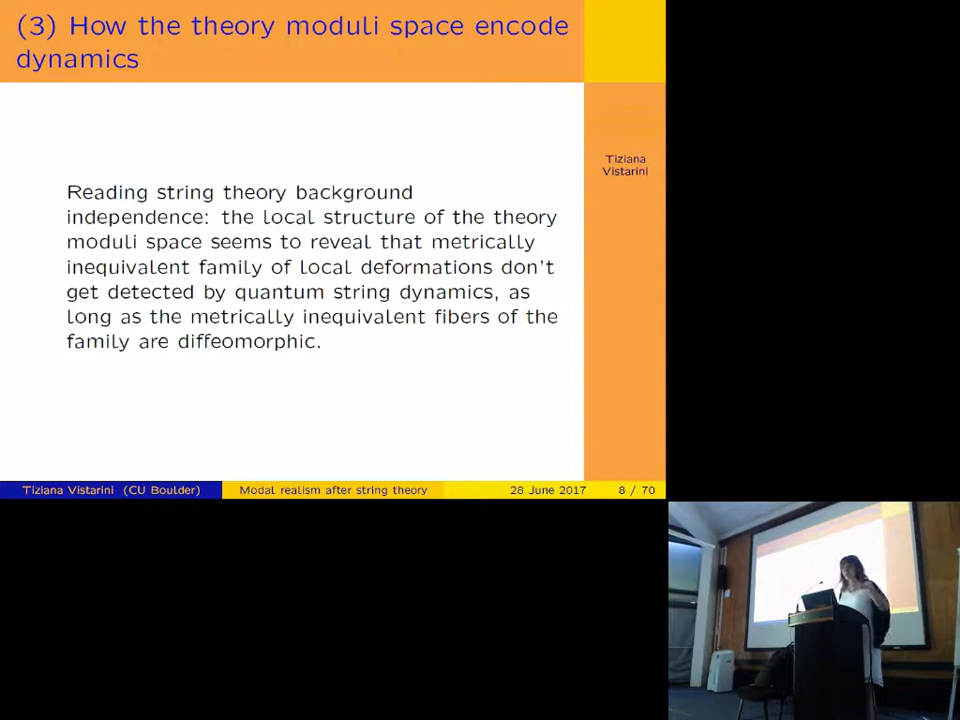 (3) How the theory moduli space encode
dynamics
Tiziana
Vistarini
Reading string theory background
independence: the local structure of the theory
moduli space seems to reveal that metrically
inequivalent family of local deformations don't
get detected by quantum string dynamics, as
long as the metrically inequivalent fibers of the
family are diffeomorphic.
Tiziana Vistarini (CU Boulder) Modal realism after string theory 28 June 2017 8 / 70